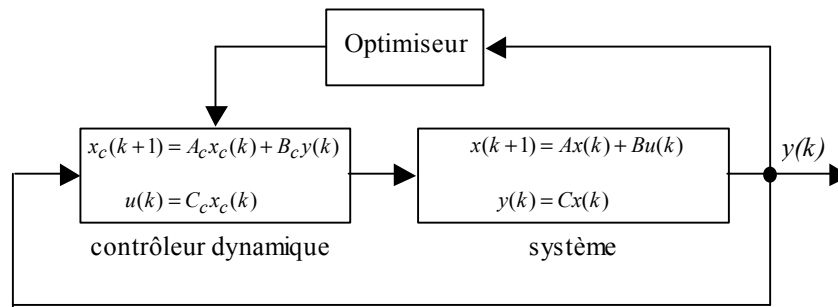 Optimiseur
x_c(k+1) = A_c x_c(k) + B_c y(k)
u(k) = C_c x_c(k)
x(k+1) = Ax(k) + Bu(k)
y(k) = Cx(k)
y(k)
contrôleur dynamique
système